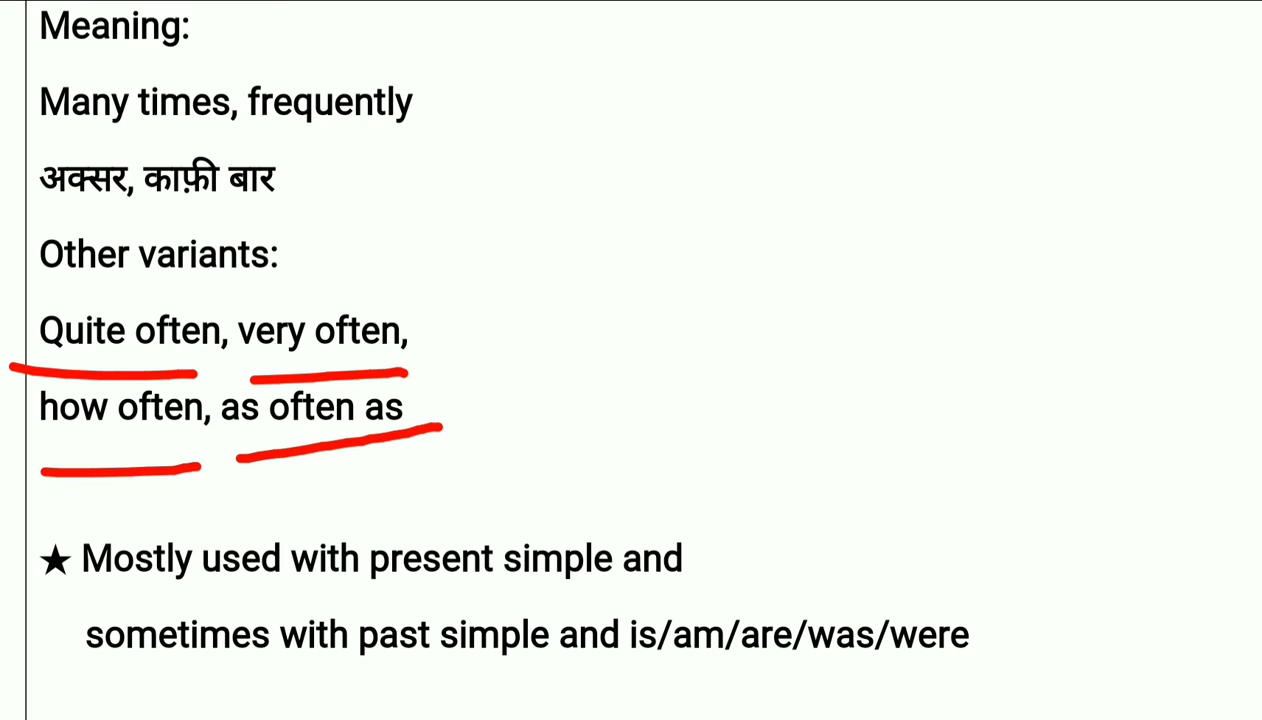 Meaning:
Many times, frequently
अक्सर, काफ़ी बार
Other variants:
Quite often, very often,
how often, as often as
★ Mostly used with present simple and
sometimes with past simple and is/am/are/was/were